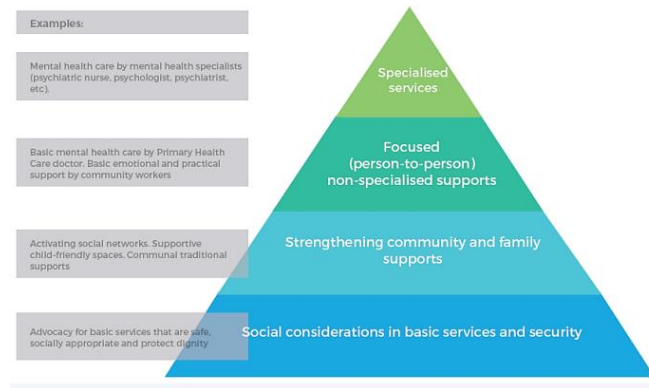 Examples:
Mental health care by mental health specialists
(psychiatric nurse, psychologist, psychiatrist,
etc).
Specialised
services
Basic mental health care by Primary Health
Care doctor. Basic emotional and practical
support by community workers
Focused
(person-to-person)
non-specialised supports
Activating social networks. Supportive
child-friendly spaces. Communal traditional
supports
Strengthening community and family
supports
Advocacy for basic services that are safe,
socially appropriate and protect dignity
Social considerations in basic services and security